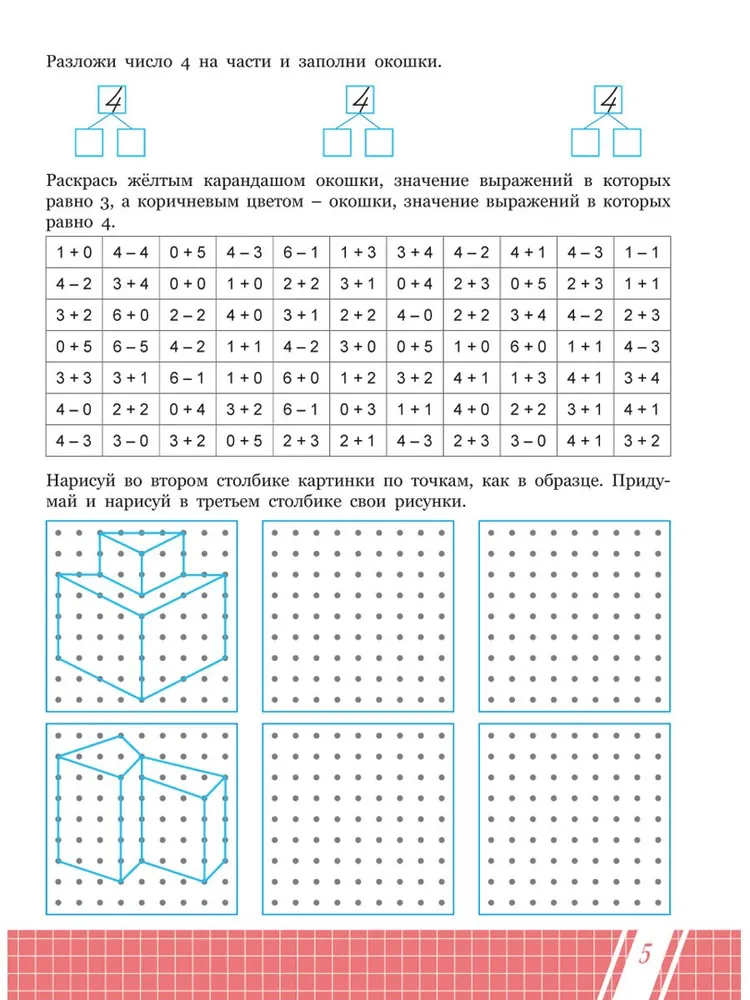 Разложи число 4 на части и заполни окошки.
4 4 4
Раскрась жёлтым карандашом окошки, значение выражений в которых
равно 3, а коричневым цветом – окошки, значение выражений в которых
равно 4.
1 + 0 4 – 4 0 + 5 4 – 3 6 – 1 1 + 3 3 + 4 4 – 2 4 + 1 4 – 3 1 – 1
4 – 2 3 + 4 0 + 0 1 + 0 2 + 2 3 + 1 0 + 4 2 + 3 0 + 5 2 + 3 1 + 1
3 + 2 6 + 0 2 – 2 4 + 0 3 + 1 2 + 2 4 – 0 2 + 2 3 + 4 4 – 2 2 + 3
0 + 5 6 – 5 4 – 2 1 + 1 4 – 2 3 + 0 0 + 5 1 + 0 6 + 0 1 + 1 4 – 3
3 + 3 3 + 1 6 – 1 1 + 0 6 + 0 1 + 2 3 + 2 4 + 1 1 + 3 4 + 1 3 + 4
4 – 0 2 + 2 0 + 4 3 + 2 6 – 1 0 + 3 1 + 1 4 + 0 2 + 2 3 + 1 4 + 1
4 – 3 3 – 0 3 + 2 0 + 5 2 + 3 2 + 1 4 – 3 2 + 3 3 – 0 4 + 1 3 + 2
Нарисуй во втором столбике картинки по точкам, как в образце. Приду-
май и нарисуй в третьем столбике свои рисунки.
5